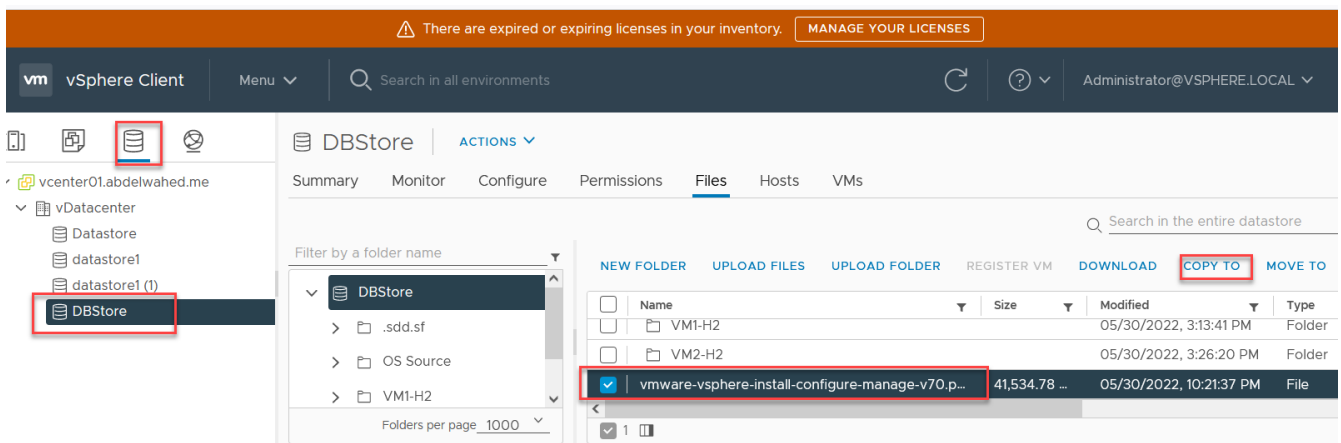 There are expired or expiring licenses in your inventory. MANAGE YOUR LICENSES
vm vSphere Client Menu Search in all environments Administrator@VSPHERE.LOCAL
DBStore ACTIONS
vcenter01.abdelwahed.me
vDatacenter
Datastore
datastore1
datastore1 (1)
DBStore
Summary Monitor Configure Permissions Files Hosts VMs
Search in the entire datastore
Filter by a folder name
DBStore
.sdd.sf
OS Source
VM1-H2
Folders per page 1000
NEW FOLDER UPLOAD FILES UPLOAD FOLDER REGISTER VM DOWNLOAD COPY TO MOVE TO
Name Size Modified Type
VM1-H2 05/30/2022, 3:13:41 PM Folder
VM2-H2 05/30/2022, 3:26:20 PM Folder
vmware-vsphere-install-configure-manage-v70.p... 41,534.78 ... 05/30/2022, 10:21:37 PM File
1